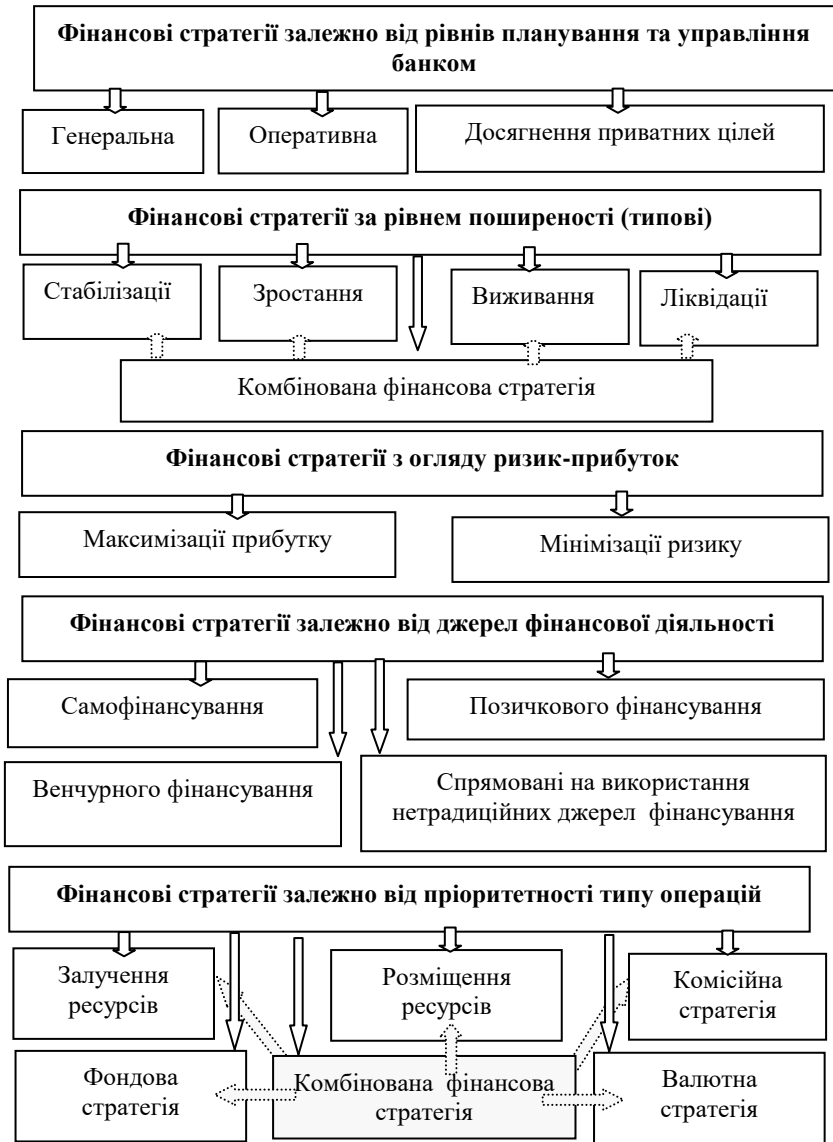 Фінансові стратегії залежно від рівнів планування та управління
банком
Генеральна
Оперативна
Досягнення приватних цілей
Фінансові стратегії за рівнем поширеності (типові)
Стабілізації
Зростання
Виживання
Ліквідації
Комбінована фінансова стратегія
Фінансові стратегії з огляду ризик-прибуток
Максимізації прибутку
Мінімізації ризику
Фінансові стратегії залежно від джерел фінансової діяльності
Самофінансування
Позичкового фінансування
Венчурного фінансування
Спрямовані на використання
нетрадиційних джерел фінансування
Фінансові стратегії залежно від пріоритетності типу операцій
Залучення
ресурсів
Розміщення
ресурсів
Комісійна
стратегія
Фондова
стратегія
Комбінована фінансова
стратегія
Валютна
стратегія